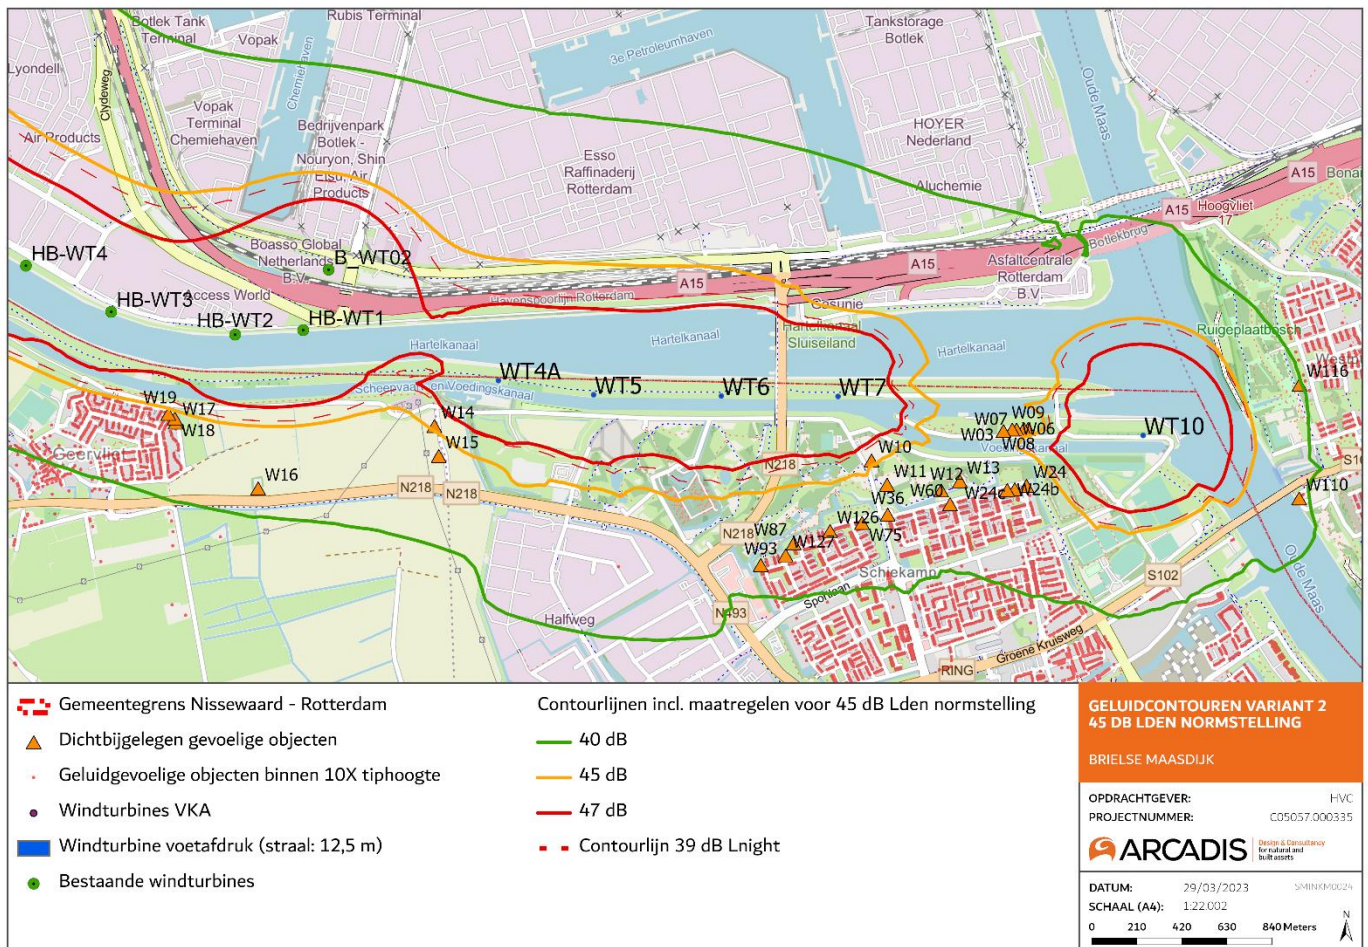 Botlek Tank
Terminal
Vopak
Rubis Terminal
3e Petroleumhaven
Tankstorage
Botlek
Lyondell
Clydeweg
Chemiehaven
Oude Maas
Vopak
Terminal
Chemiehaven
Air Products
Bedrijvenpark
Botlek -
Nouryon, Shin
Etsu, Air
Products
Esso
Raffinaderij
Rotterdam
HOYER
Nederland
Aluchemie
A15
A15
Hoogvliet
17
Botlekbrug
HB-WT4
Boasso Global
Netherlands
B.V.
B - WT02
A15
A15
Asfaltcentrale
Rotterdam
B.V.
HB-WT3
Access World
HB-WT2
HB-WT1
Havenspoorlijn Rotterdam
Gasunie
Hartelkanaal
Sluiseiland
Ruigeplaatbosch
Hartelkanaal
Hartelkanaal
Hartelkanaal
WT4A
WT5
WT6
WT7
WT10
W116
W19
W17
W18
Geervliet
W14
W15
W16
N218
N218
N218
N218
W10
W11
W12
W13
W07
W09
W03
W06
W08
W60
W36
W24c
W24
W24b
W110
W87
W93
W127
W126
W75
Schiekamp
Halfweg
N493
Groene Kruisweg
RING
S102
Oude Maas
Gemeentegrens Nissewaard - Rotterdam
Dichtbijgelegen gevoelige objecten
Geluidgevoelige objecten binnen 10X tiphoogte
Windturbines VKA
Windturbine voetafdruk (straal: 12,5 m)
Bestaande windturbines
Contourlijnen incl. maatregelen voor 45 dB Lden normstelling
40 dB
45 dB
47 dB
Contourlijn 39 dB Lnight
GELUIDCONTOUREN VARIANT 2
45 DB LDEN NORMSTELLING
BRIELSE MAASDIJK
OPDRACHTGEVER: HVC
PROJECTNUMMER: C05057.000335
ARCADIS
Design & Consultancy
for natural and
built assets
DATUM: 29/03/2023 SMINKM0024
SCHAAL (A4): 1:22.002
0 210 420 630 840 Meters
N